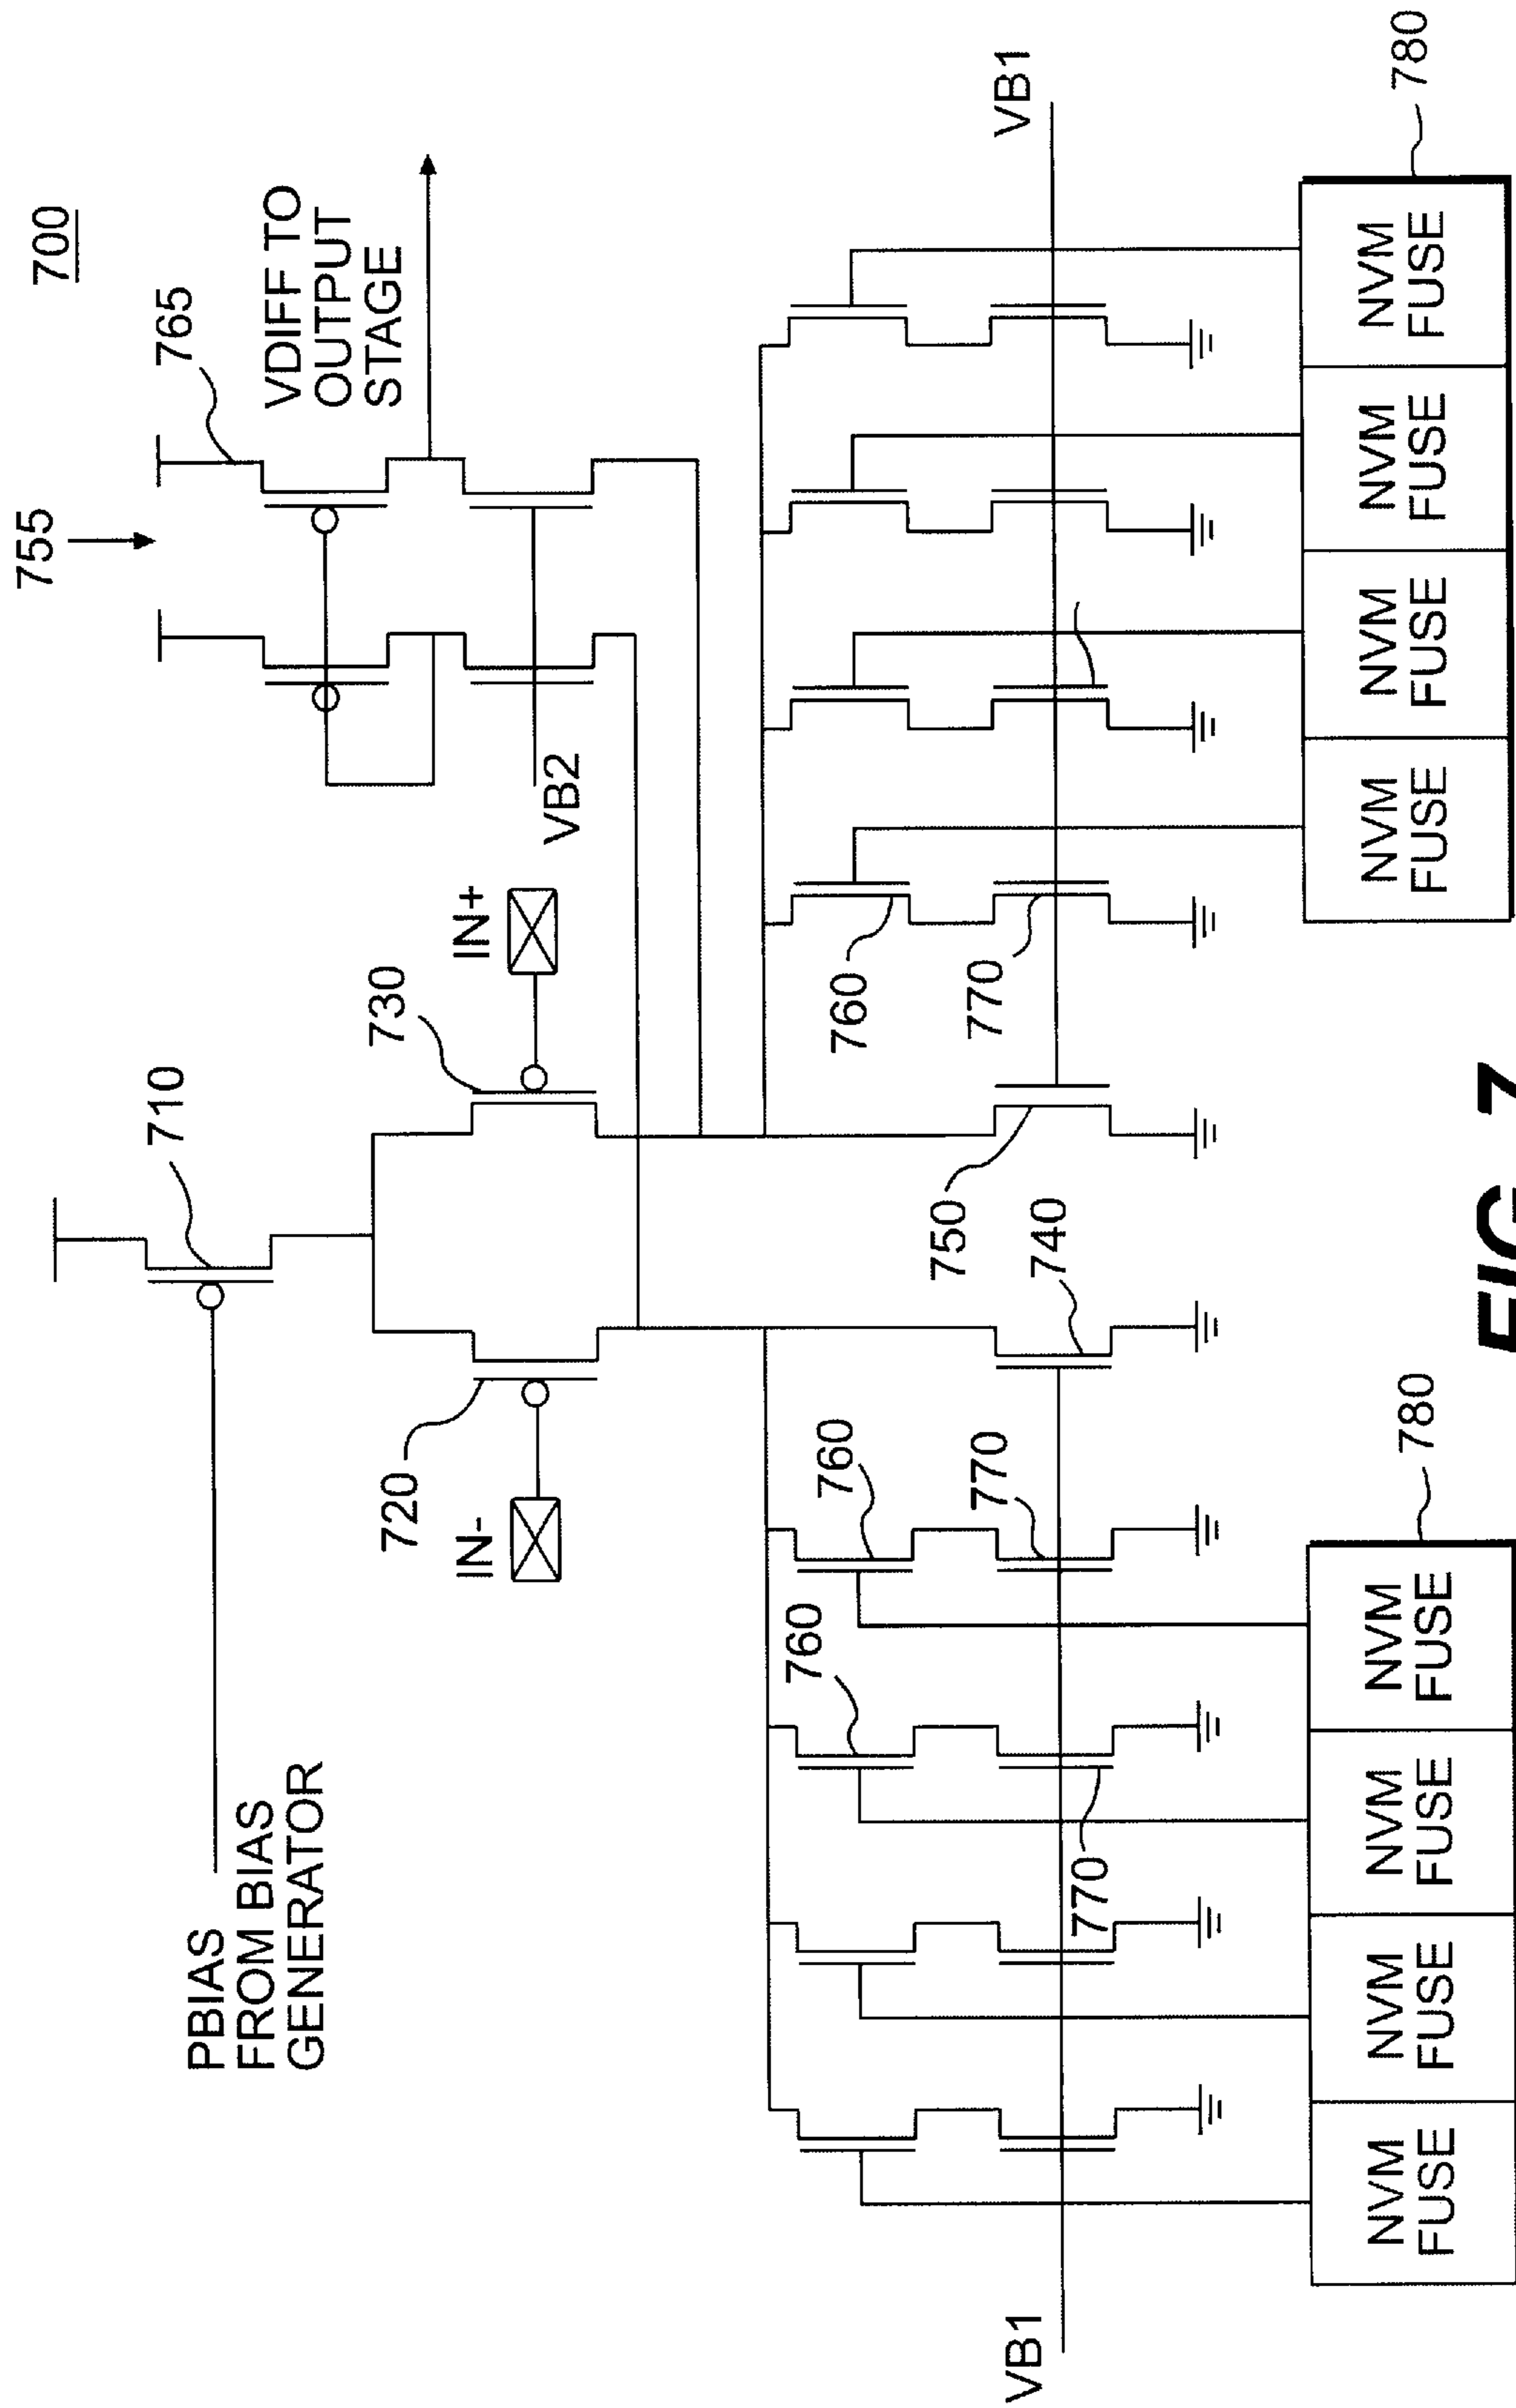 700
755
765
VDIFF TO
OUTPUT
STAGE
710
PBIAS
FROM BIAS
GENERATOR
720
730
IN-
IN+
VB2
760
760
760
770
770
770
740
750
VB1
VB1
780
780
NVM
FUSE
NVM
FUSE
NVM
FUSE
NVM
FUSE
NVM
FUSE
NVM
FUSE
NVM
FUSE
NVM
FUSE
FIG. 7